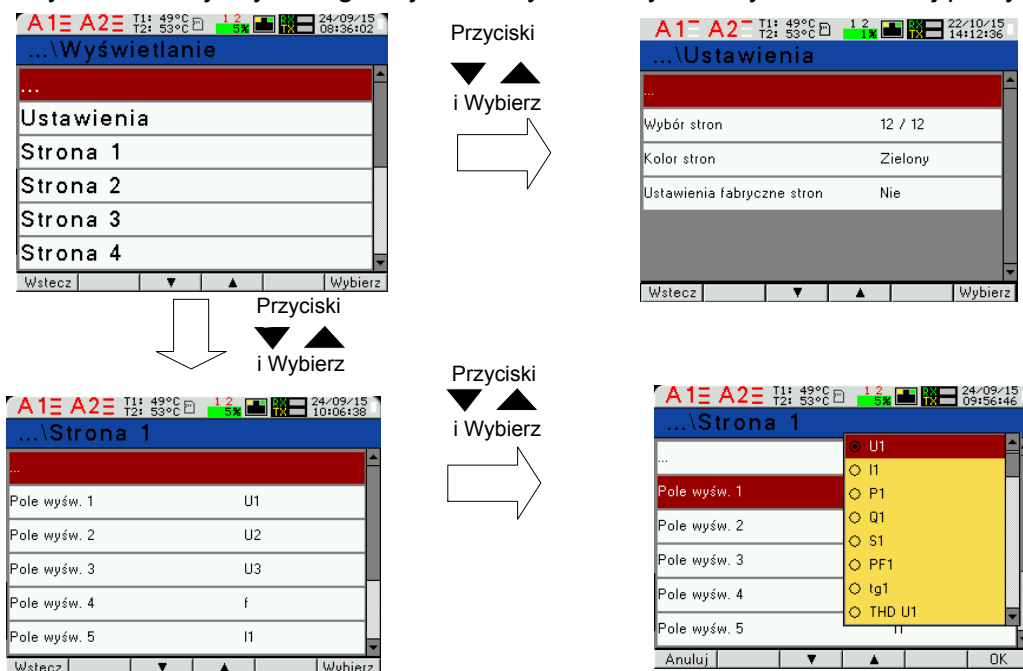 A1 A2 T1: 49°C T2: 53°C 1 2 5% RX TX 24/09/15 08:36:02
...\Wyświetlanie
...
Ustawienia
Strona 1
Strona 2
Strona 3
Strona 4
Wstecz ▼ ▲ Wybierz
Przyciski
▼ ▲
i Wybierz
A1 A2 T1: 49°C T2: 53°C 1 2 1% RX TX 22/10/15 14:12:36
...\Ustawienia
...
Wybór stron 12 / 12
Kolor stron Zielony
Ustawienia fabryczne stron Nie
Wstecz ▼ ▲ Wybierz
Przyciski
▼ ▲
i Wybierz
A1 A2 T1: 49°C T2: 53°C 1 2 5% RX TX 24/09/15 10:06:38
...\Strona 1
...
Pole wyśw. 1 U1
Pole wyśw. 2 U2
Pole wyśw. 3 U3
Pole wyśw. 4 f
Pole wyśw. 5 I1
Wstecz ▼ ▲ Wybierz
Przyciski
▼ ▲
i Wybierz
A1 A2 T1: 49°C T2: 53°C 1 2 5% RX TX 24/09/15 09:56:46
...\Strona 1
...
Pole wyśw. 1
Pole wyśw. 2
Pole wyśw. 3
Pole wyśw. 4
Pole wyśw. 5
U1
I1
P1
Q1
S1
PF1
tg1
THD U1
Anuluj ▼ ▲ OK